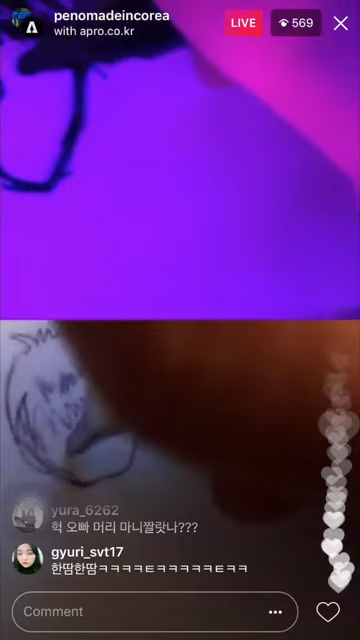 penomadeincorea
LIVE
569
with apro.co.kr
yura_6262
헉 오빠 머리 마니짤랏나???
gyuri_svt17
한땀한땀ㅋㅋㅋㅋㅌㅋㅋㅋㅋㅋㅌㅋㅋ
Comment